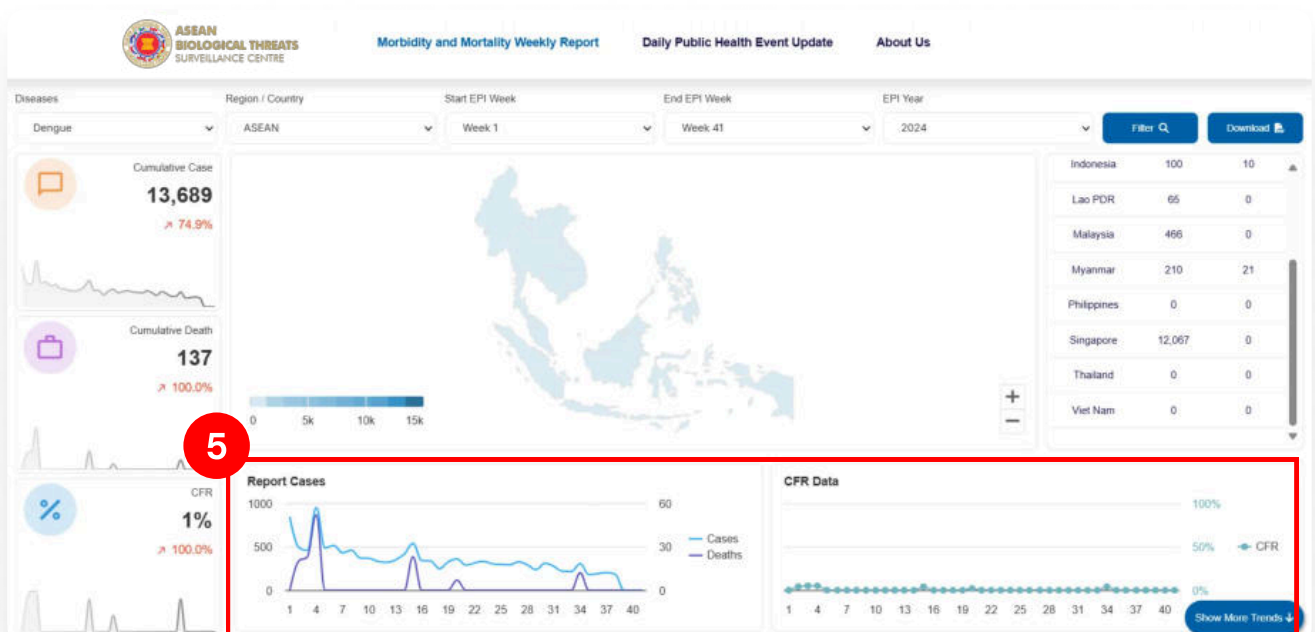 ASEAN
BIOLOGICAL THREATS
SURVEILLANCE CENTRE
Morbidity and Mortality Weekly Report
Daily Public Health Event Update
About Us
Diseases
Region / Country
Start EPI Week
End EPI Week
EPI Year
Dengue
ASEAN
Week 1
Week 41
2024
Filter
Download
Cumulative Case
13,689
74.9%
Cumulative Death
137
100.0%
CFR
1%
100.0%
0 5k 10k 15k
+
−
Indonesia 100 10
Lao PDR 65 0
Malaysia 466 0
Myanmar 210 21
Philippines 0 0
Singapore 12,067 0
Thailand 0 0
Viet Nam 0 0
5
Report Cases
1000 60
500 30
0 0
Cases
Deaths
1 4 7 10 13 16 19 22 25 28 31 34 37 40
CFR Data
100%
50%
0%
CFR
1 4 7 10 13 16 19 22 25 28 31 34 37 40
Show More Trends